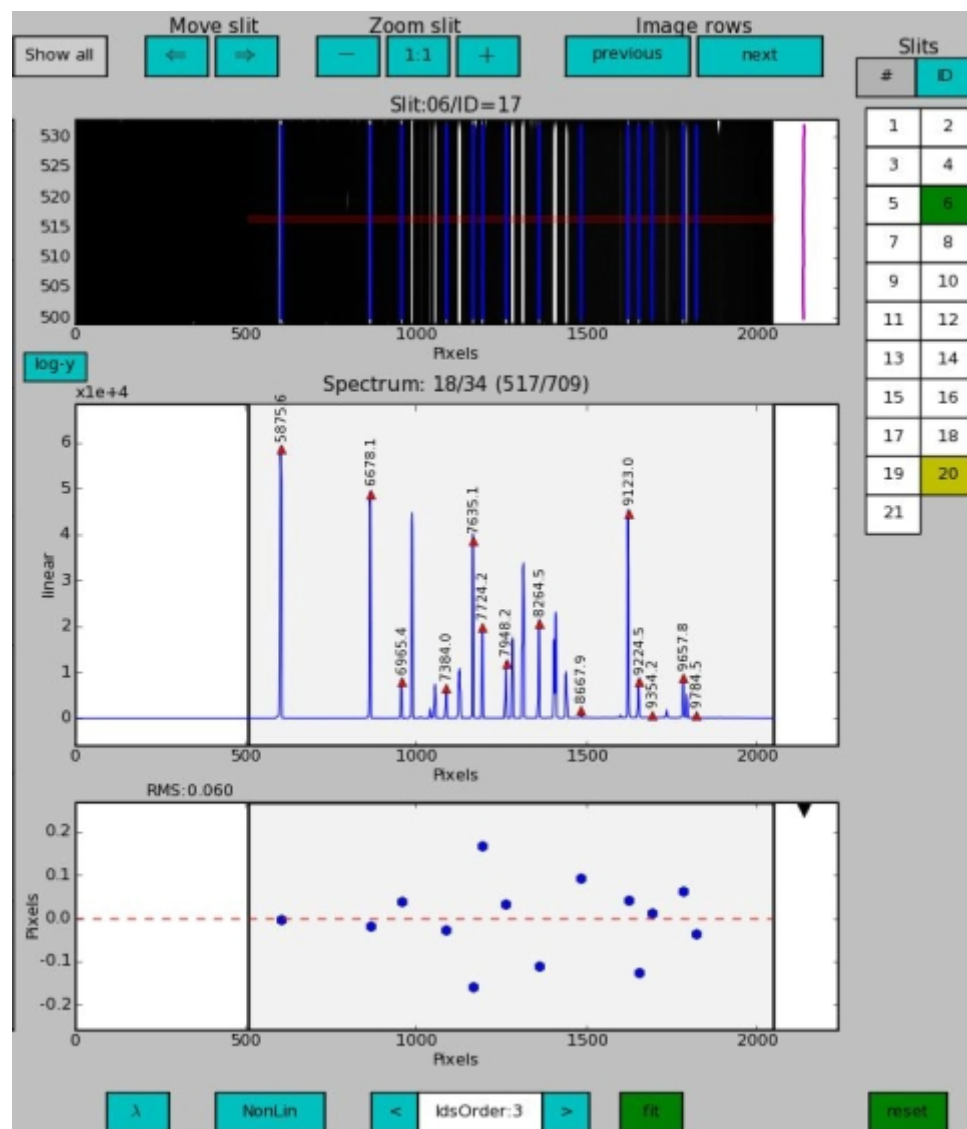 Move slit Zoom slit Image rows
Show all ⇐ ⇒ − 1:1 + previous next
Slits
# ID
Slit:06/ID=17
530
525
520
515
510
505
500
0 500 1000 1500 2000
Pixels
1 2
3 4
5 6
7 8
9 10
11 12
13 14
15 16
17 18
19 20
21
log-y
Spectrum: 18/34 (517/709)
x1e+4
6
5
4
3
2
1
0
linear
5875.6
6678.1
6965.4
7384.0
7635.1
7724.2
7948.2
8264.5
8667.9
9123.0
9224.5
9354.2
9657.8
9784.5
0 500 1000 1500 2000
Pixels
RMS:0.060
0.2
0.1
0.0
-0.1
-0.2
Pixels
0 500 1000 1500 2000
Pixels
λ NonLin < IdsOrder:3 > fit reset